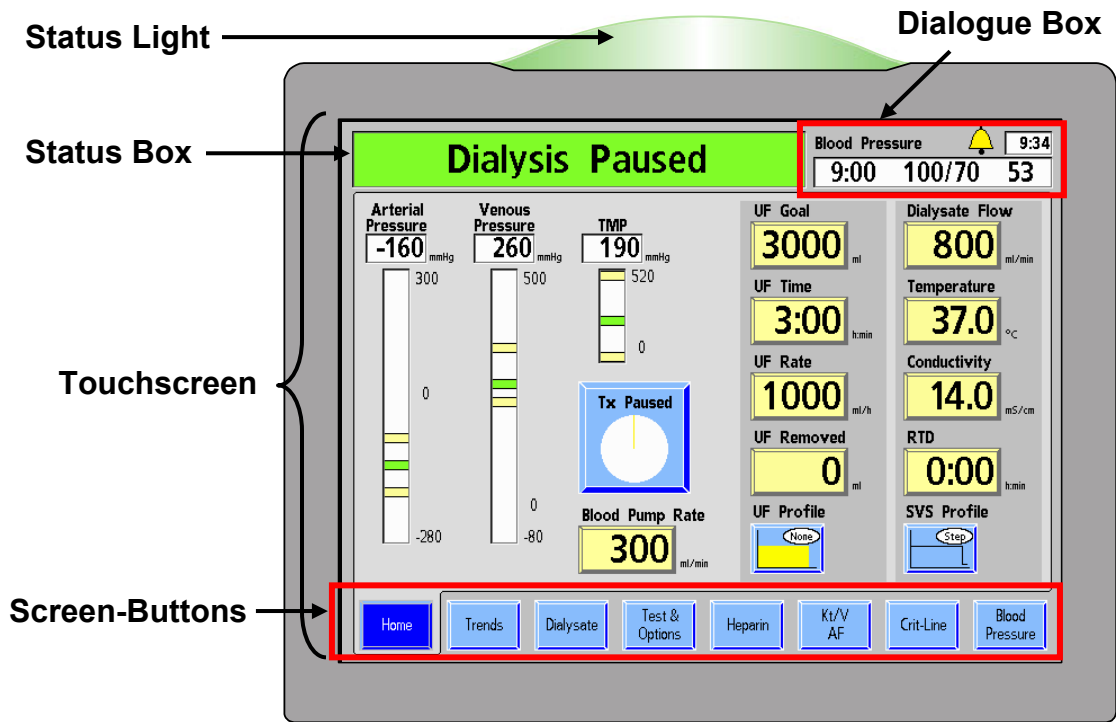 Status Light
Dialogue Box
Status Box
Dialysis Paused
Blood Pressure
9:34
9:00 100/70 53
Touchscreen
Arterial
Pressure
-160 mmHg
300
0
-280
Venous
Pressure
260 mmHg
500
0
-80
TMP
190 mmHg
520
0
Tx Paused
Blood Pump Rate
300 ml/min
UF Goal
3000 ml
UF Time
3:00 h:min
UF Rate
1000 ml/h
UF Removed
0 ml
UF Profile
None
Dialysate Flow
800 ml/min
Temperature
37.0 °C
Conductivity
14.0 mS/cm
RTD
0:00 h:min
SVS Profile
Step
Screen-Buttons
Home
Trends
Dialysate
Test &
Options
Heparin
Kt/V
AF
Crit-Line
Blood
Pressure